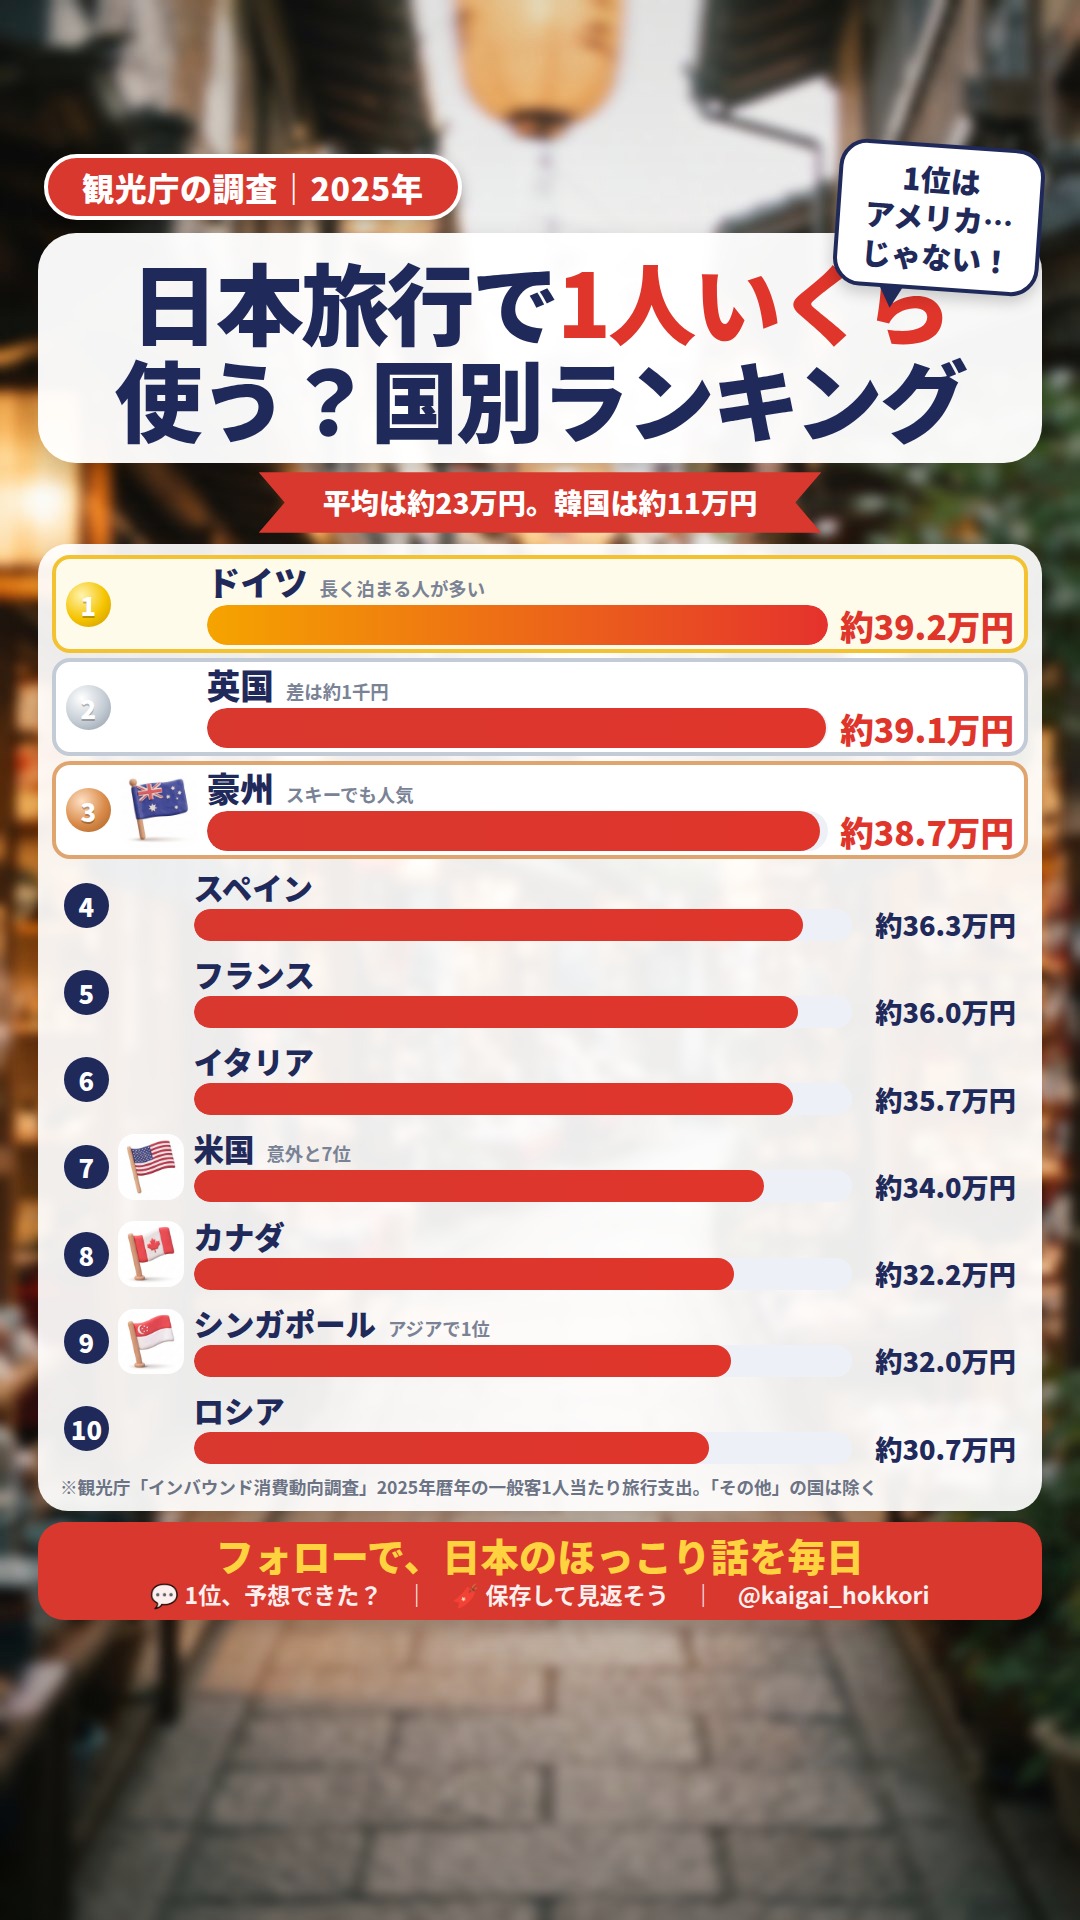 観光庁の調査｜2025年
1位は
アメリカ…
じゃない！
日本旅行で1人いくら
使う？国別ランキング
平均は約23万円。韓国は約11万円
1 ドイツ 長く泊まる人が多い 約39.2万円
2 英国 差は約1千円 約39.1万円
3 豪州 スキーでも人気 約38.7万円
4 スペイン 約36.3万円
5 フランス 約36.0万円
6 イタリア 約35.7万円
7 米国 意外と7位 約34.0万円
8 カナダ 約32.2万円
9 シンガポール アジアで1位 約32.0万円
10 ロシア 約30.7万円
※観光庁「インバウンド消費動向調査」2025年暦年の一般客1人当たり旅行支出。「その他」の国は除く
フォローで、日本のほっこり話を毎日
💬 1位、予想できた？ ｜ 🔖 保存して見返そう ｜ @kaigai_hokkori